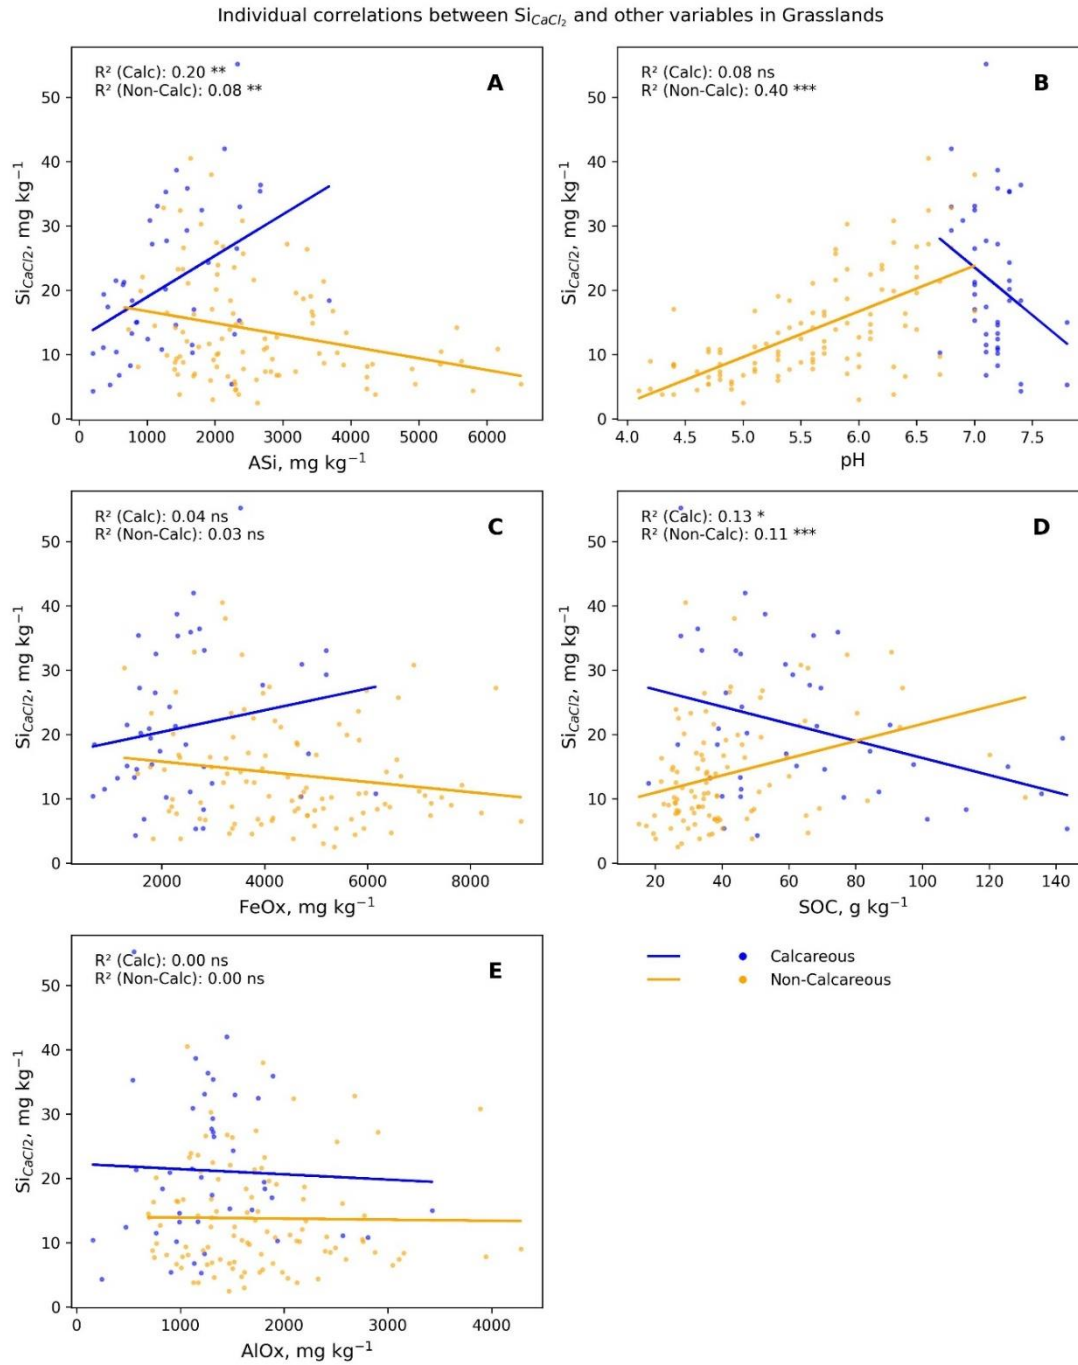 Individual correlations between Si_CaCl₂ and other variables in Grasslands
R² (Calc): 0.20 **
R² (Non-Calc): 0.08 **
A
50
40
30
20
10
0
Si_CaCl2, mg kg⁻¹
0 1000 2000 3000 4000 5000 6000
ASi, mg kg⁻¹
R² (Calc): 0.08 ns
R² (Non-Calc): 0.40 ***
B
50
40
30
20
10
0
Si_CaCl2, mg kg⁻¹
4.0 4.5 5.0 5.5 6.0 6.5 7.0 7.5
pH
R² (Calc): 0.04 ns
R² (Non-Calc): 0.03 ns
C
50
40
30
20
10
0
Si_CaCl2, mg kg⁻¹
2000 4000 6000 8000
FeOx, mg kg⁻¹
R² (Calc): 0.13 *
R² (Non-Calc): 0.11 ***
D
50
40
30
20
10
0
Si_CaCl2, mg kg⁻¹
20 40 60 80 100 120 140
SOC, g kg⁻¹
R² (Calc): 0.00 ns
R² (Non-Calc): 0.00 ns
E
50
40
30
20
10
0
Si_CaCl2, mg kg⁻¹
0 1000 2000 3000 4000
AlOx, mg kg⁻¹
Calcareous
Non-Calcareous